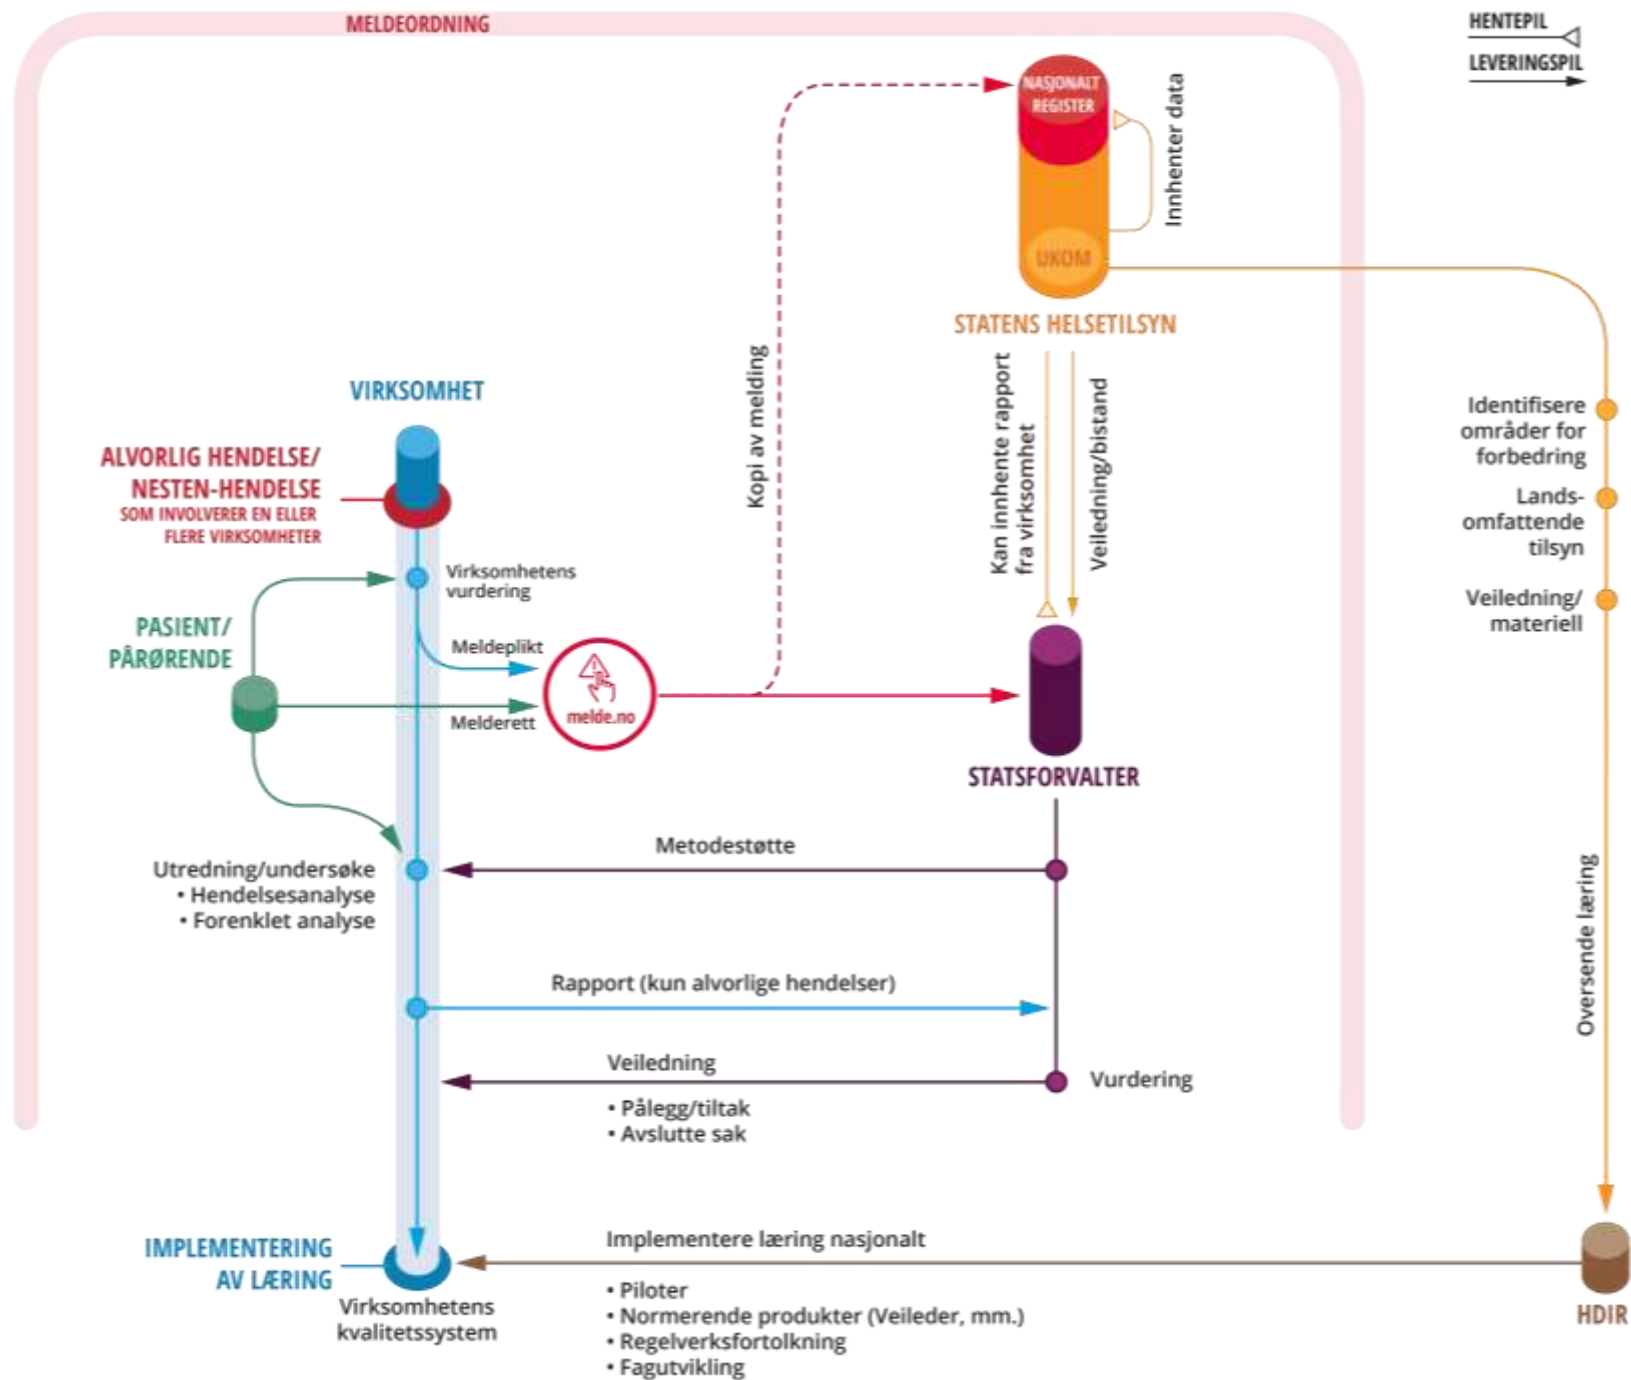 MELDEORDNING
HENTEPIL
LEVERINGSPIL
NASJONALT
REGISTER
Innhenter data
UKOM
STATENS HELSETILSYN
Kopi av melding
Kan innhente rapport
fra virksomhet
Veiledning/bistand
VIRKSOMHET
ALVORLIG HENDELSE/
NESTEN-HENDELSE
SOM INVOLVERER EN ELLER
FLERE VIRKSOMHETER
Identifisere
områder for
forbedring
Lands-
omfattende
tilsyn
Veiledning/
materiell
Virksomhetens
vurdering
PASIENT/
PÅRØRENDE
Meldeplikt
melde.no
Melderett
STATSFORVALTER
Metodestøtte
Utredning/undersøke
• Hendelsesanalyse
• Forenklet analyse
Oversende læring
Rapport (kun alvorlige hendelser)
Veiledning
Vurdering
• Pålegg/tiltak
• Avslutte sak
IMPLEMENTERING
AV LÆRING
Virksomhetens
kvalitetssystem
Implementere læring nasjonalt
• Piloter
• Normerende produkter (Veileder, mm.)
• Regelverksfortolkning
• Fagutvikling
HDIR